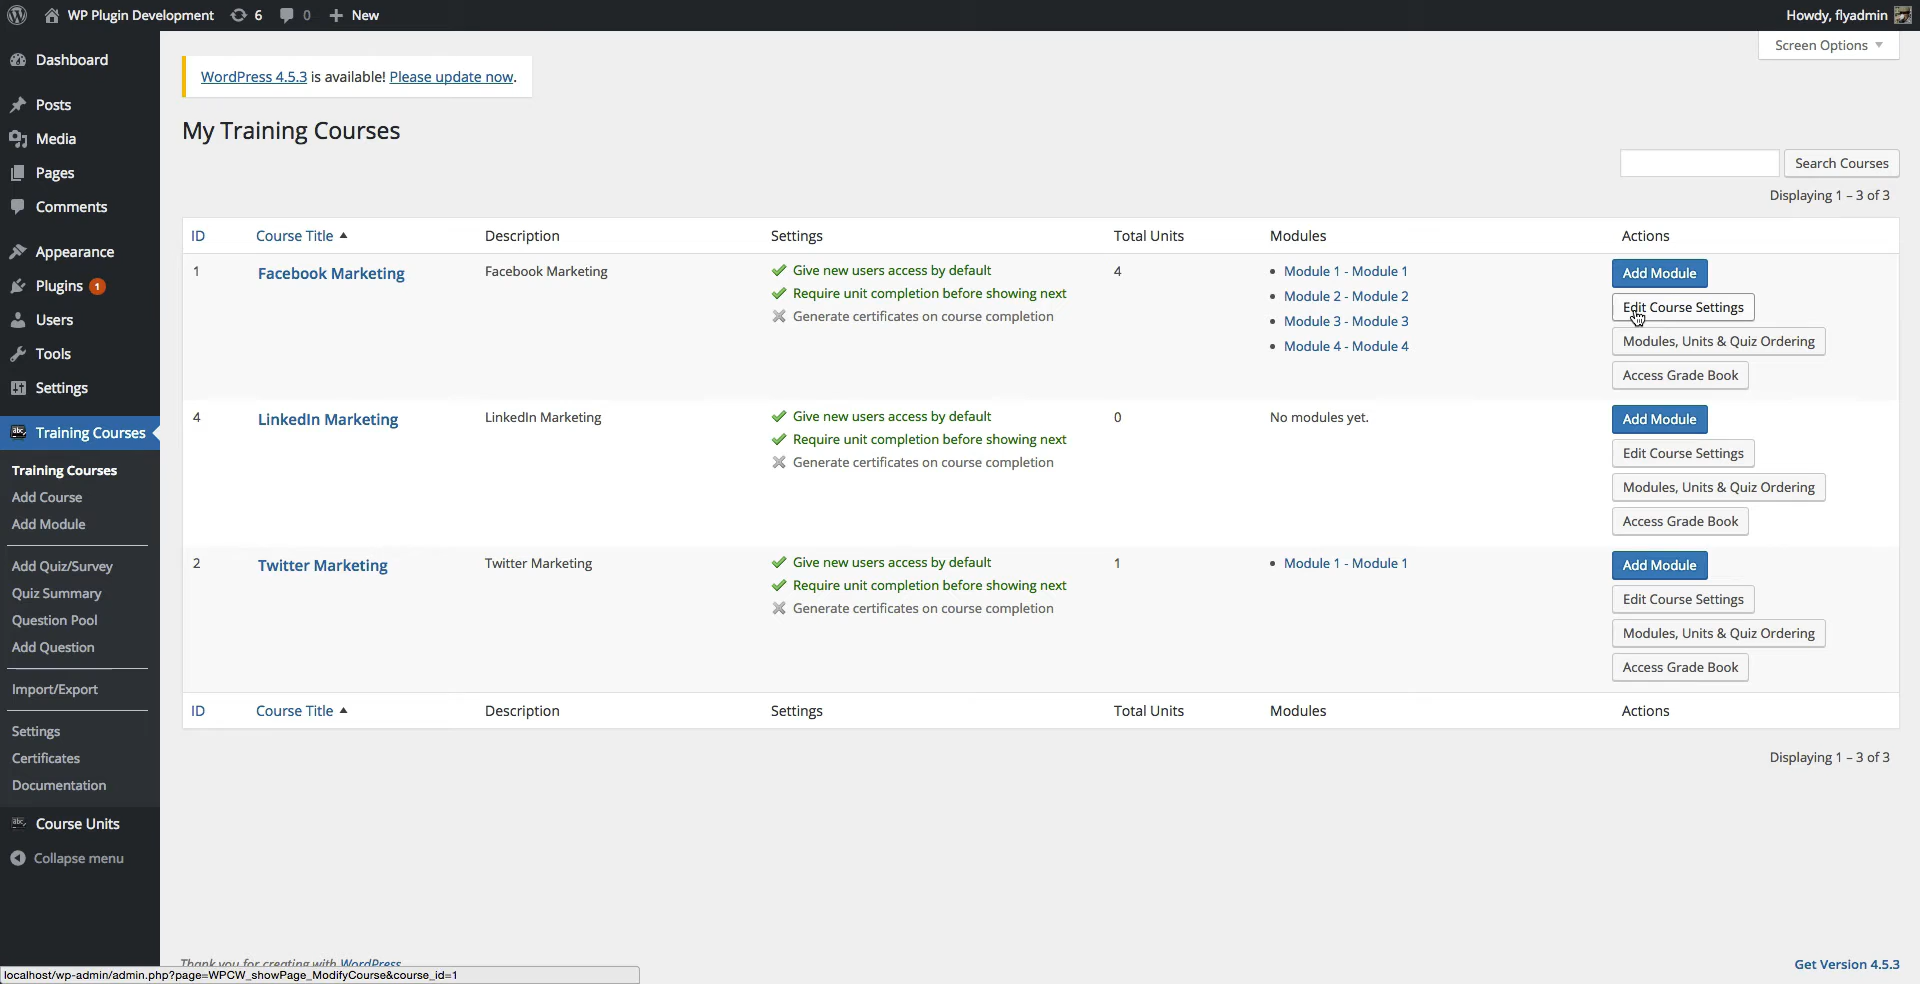 WP Plugin Development 6 0 + New Howdy, flyadmin
Screen Options
Dashboard
Posts
Media
Pages
Comments
Appearance
Plugins 1
Users
Tools
Settings
Training Courses
Training Courses
Add Course
Add Module
Add Quiz/Survey
Quiz Summary
Question Pool
Add Question
Import/Export
Settings
Certificates
Documentation
Course Units
Collapse menu
WordPress 4.5.3 is available! Please update now.
My Training Courses
Search Courses
Displaying 1 – 3 of 3
ID Course Title Description Settings Total Units Modules Actions
1 Facebook Marketing Facebook Marketing Give new users access by default 4 • Module 1 - Module 1 Add Module
Require unit completion before showing next • Module 2 - Module 2 Edit Course Settings
Generate certificates on course completion • Module 3 - Module 3 Modules, Units & Quiz Ordering
• Module 4 - Module 4 Access Grade Book
4 LinkedIn Marketing LinkedIn Marketing Give new users access by default 0 No modules yet. Add Module
Require unit completion before showing next Edit Course Settings
Generate certificates on course completion Modules, Units & Quiz Ordering
Access Grade Book
2 Twitter Marketing Twitter Marketing Give new users access by default 1 • Module 1 - Module 1 Add Module
Require unit completion before showing next Edit Course Settings
Generate certificates on course completion Modules, Units & Quiz Ordering
Access Grade Book
ID Course Title Description Settings Total Units Modules Actions
Displaying 1 – 3 of 3
Thank you for creating with WordPress
Get Version 4.5.3
localhost/wp-admin/admin.php?page=WPCW_showPage_ModifyCourse&course_id=1